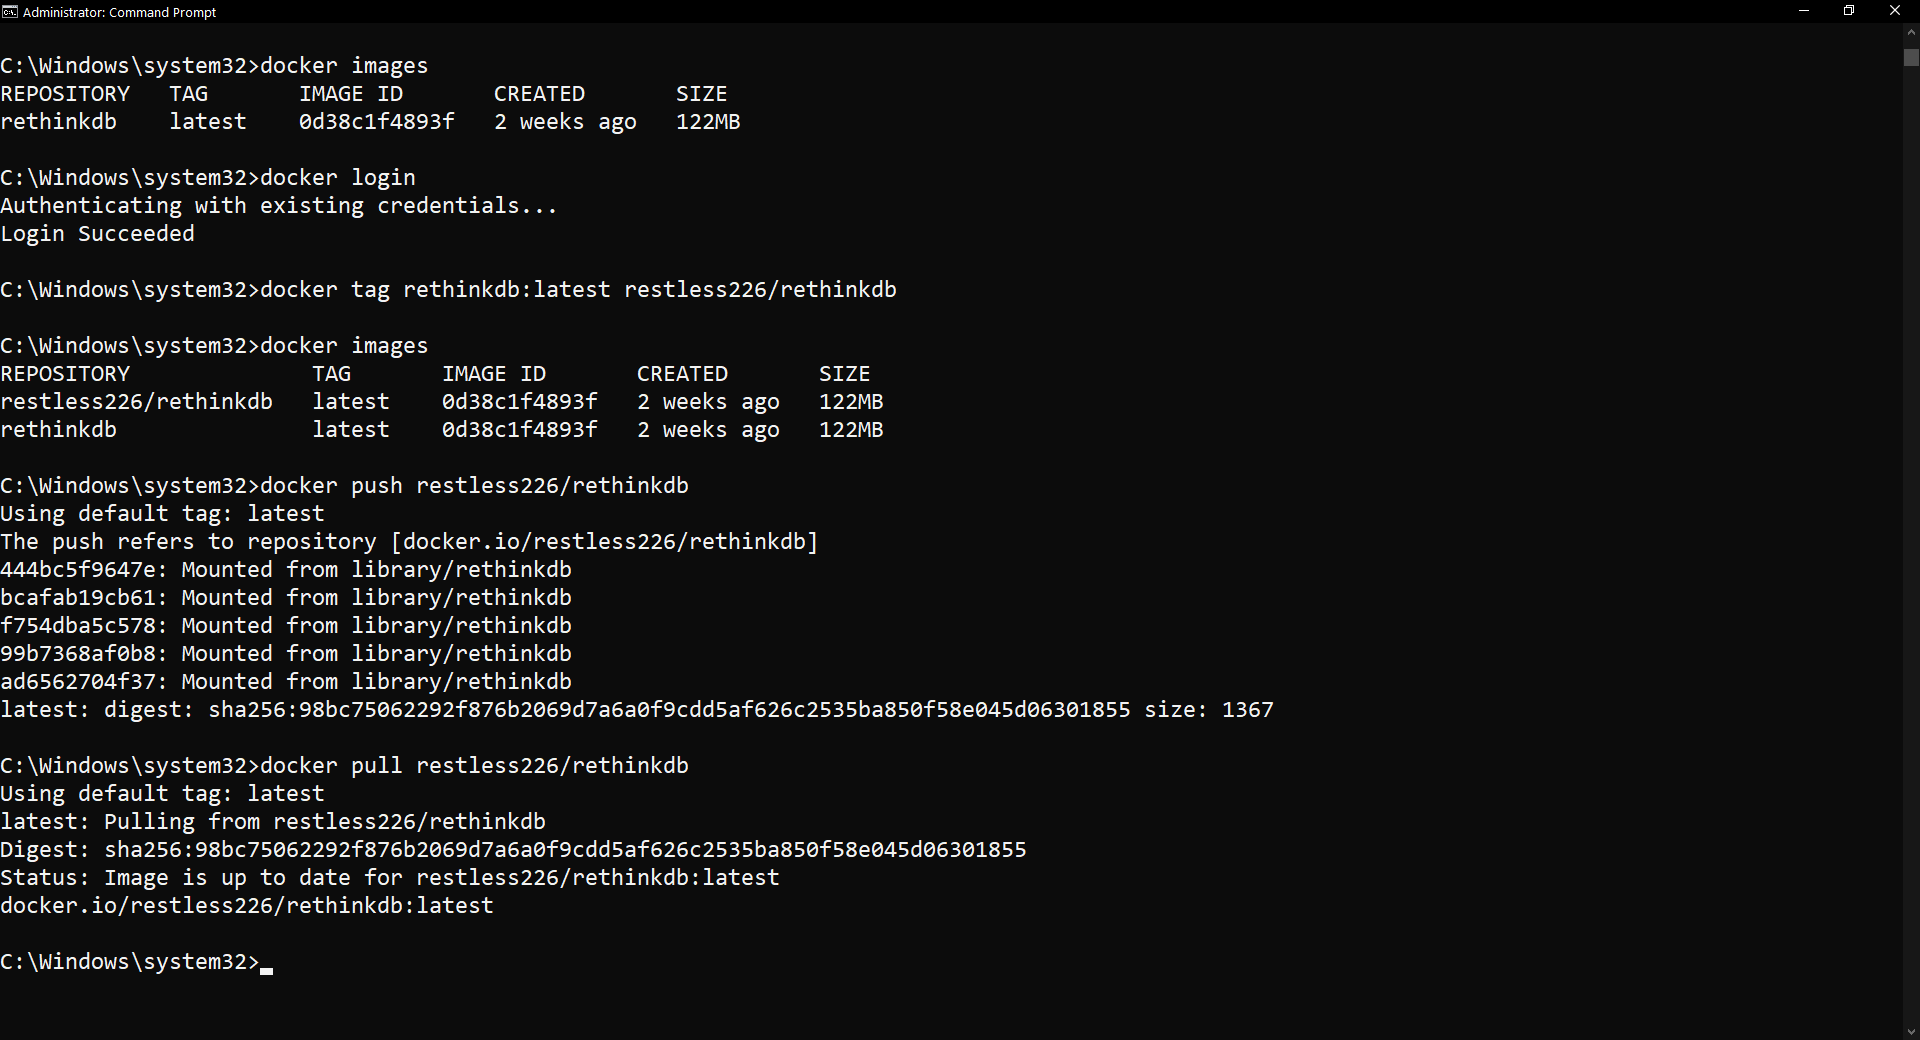 Administrator: Command Prompt
C:\Windows\system32>docker images
REPOSITORY   TAG       IMAGE ID       CREATED       SIZE
rethinkdb    latest    0d38c1f4893f   2 weeks ago   122MB
C:\Windows\system32>docker login
Authenticating with existing credentials...
Login Succeeded
C:\Windows\system32>docker tag rethinkdb:latest restless226/rethinkdb
C:\Windows\system32>docker images
REPOSITORY              TAG       IMAGE ID       CREATED       SIZE
restless226/rethinkdb   latest    0d38c1f4893f   2 weeks ago   122MB
rethinkdb               latest    0d38c1f4893f   2 weeks ago   122MB
C:\Windows\system32>docker push restless226/rethinkdb
Using default tag: latest
The push refers to repository [docker.io/restless226/rethinkdb]
444bc5f9647e: Mounted from library/rethinkdb
bcafab19cb61: Mounted from library/rethinkdb
f754dba5c578: Mounted from library/rethinkdb
99b7368af0b8: Mounted from library/rethinkdb
ad6562704f37: Mounted from library/rethinkdb
latest: digest: sha256:98bc75062292f876b2069d7a6a0f9cdd5af626c2535ba850f58e045d06301855 size: 1367
C:\Windows\system32>docker pull restless226/rethinkdb
Using default tag: latest
latest: Pulling from restless226/rethinkdb
Digest: sha256:98bc75062292f876b2069d7a6a0f9cdd5af626c2535ba850f58e045d06301855
Status: Image is up to date for restless226/rethinkdb:latest
docker.io/restless226/rethinkdb:latest
C:\Windows\system32>